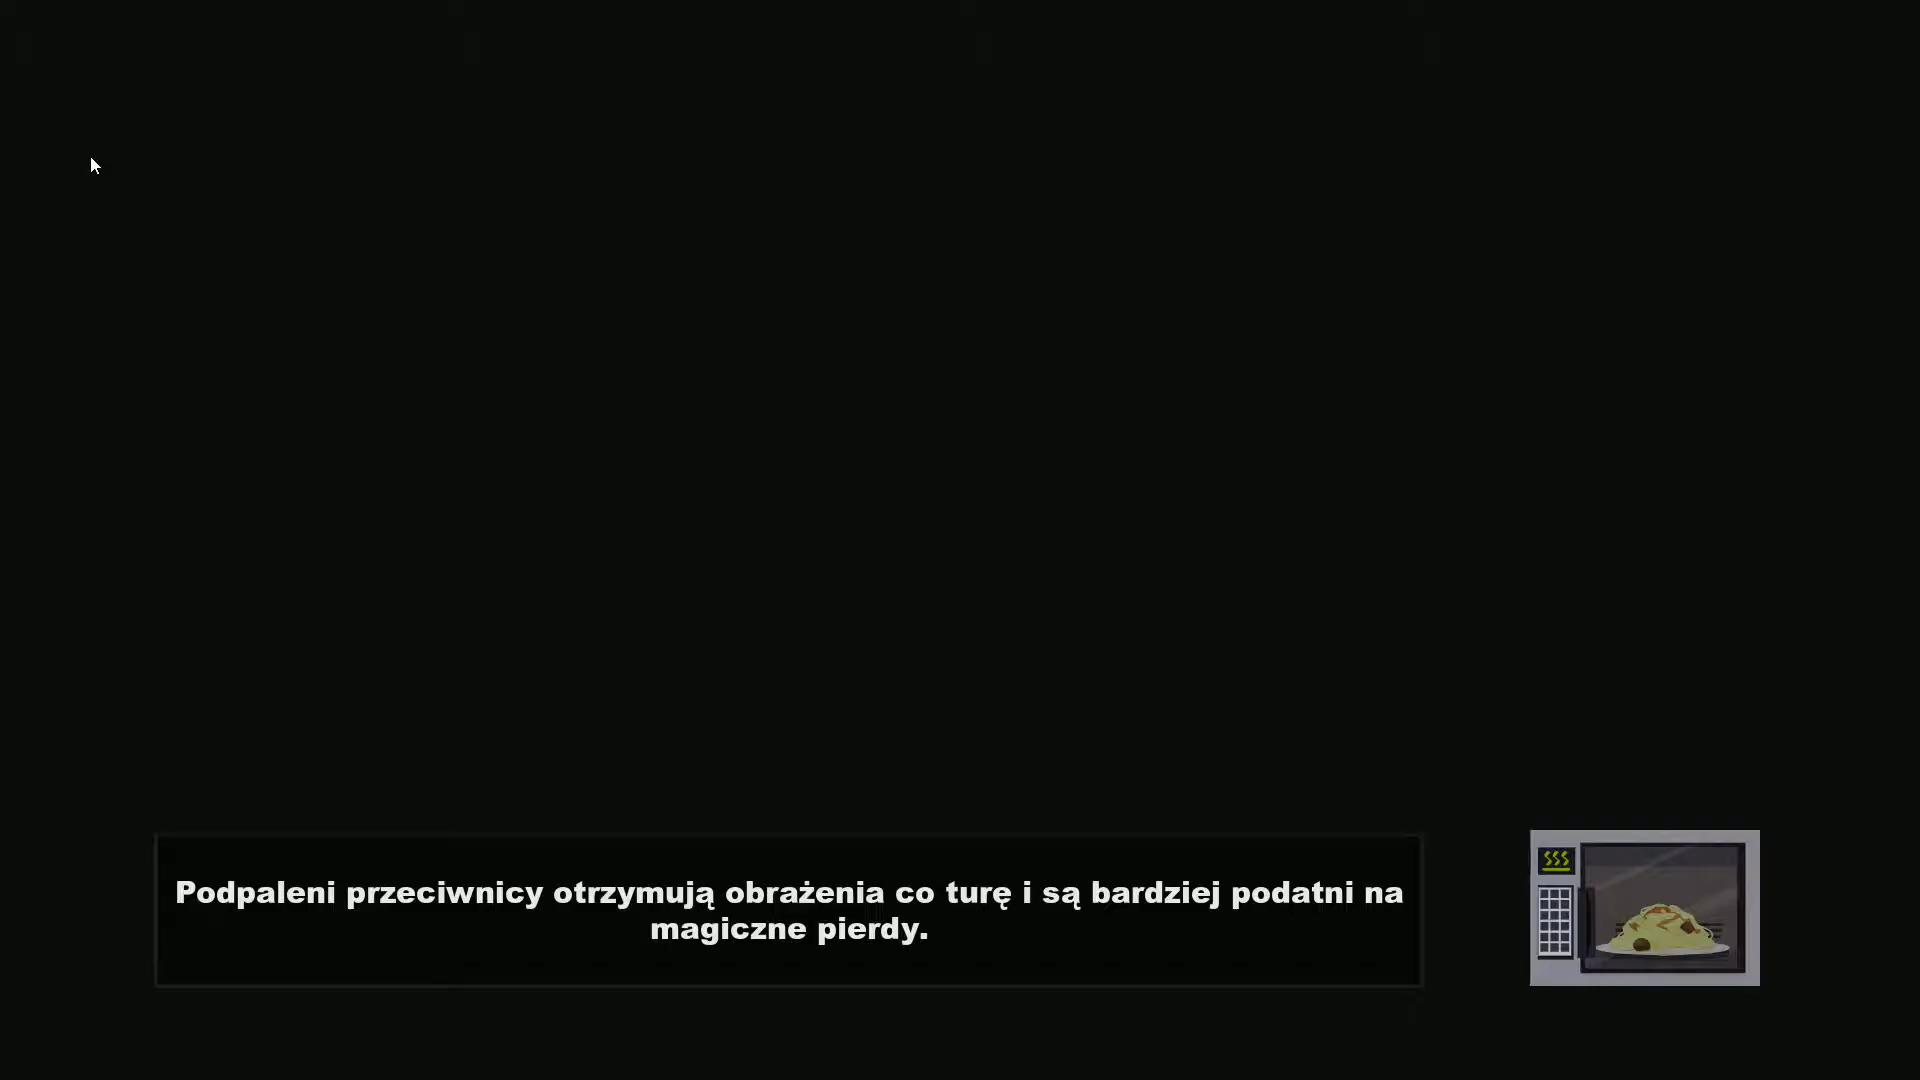 Podpaleni przeciwnicy otrzymują obrażenia co turę i są bardziej podatni na
magiczne pierdy.